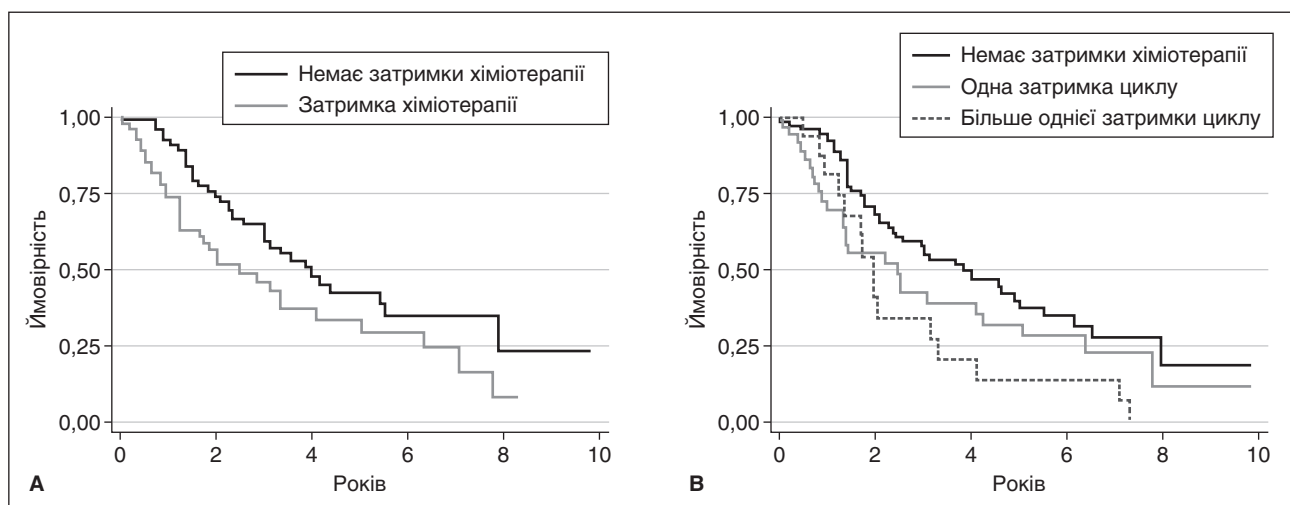 Немає затримки хіміотерапії
Затримка хіміотерапії
1,00
0,75
0,50
0,25
0,00
Ймовірність
0 2 4 6 8 10
Років
A
Немає затримки хіміотерапії
Одна затримка циклу
Більше однієї затримки циклу
1,00
0,75
0,50
0,25
0,00
Ймовірність
0 2 4 6 8 10
Років
B